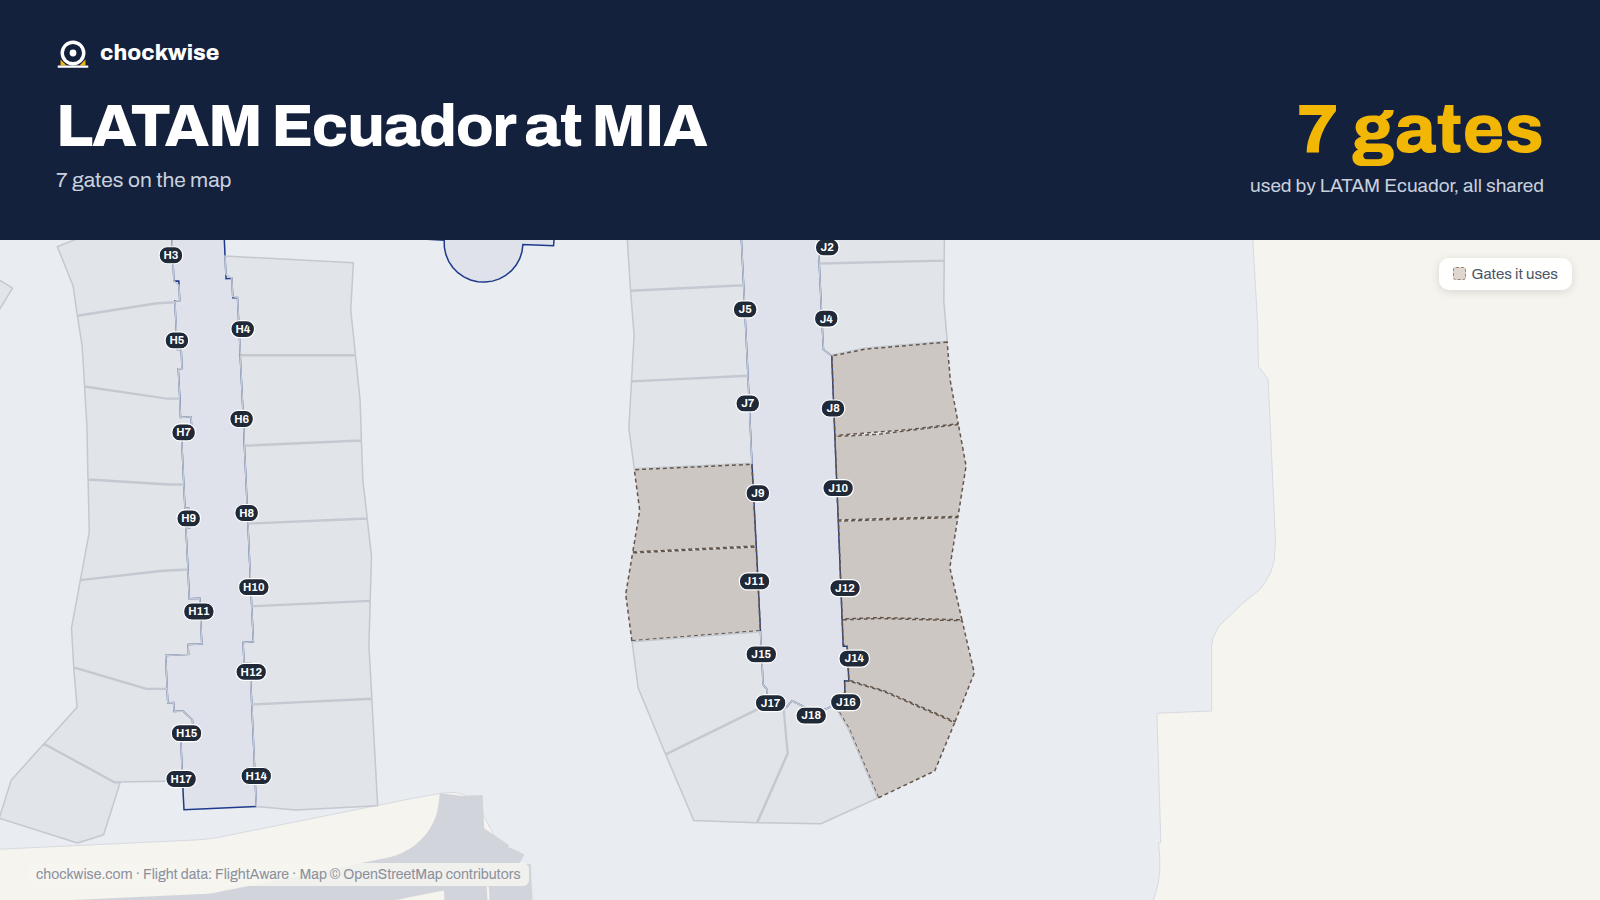 chockwise
LATAM Ecuador at MIA
7 gates on the map
7 gates
used by LATAM Ecuador, all shared
Gates it uses
J2
H3
J5
J4
H4
H5
J7
J8
H6
H7
J10
J9
H8
H9
J11
H10
J12
H11
J15
J14
H12
J16
J17
J18
H15
H14
H17
chockwise.com · Flight data: FlightAware · Map © OpenStreetMap contributors